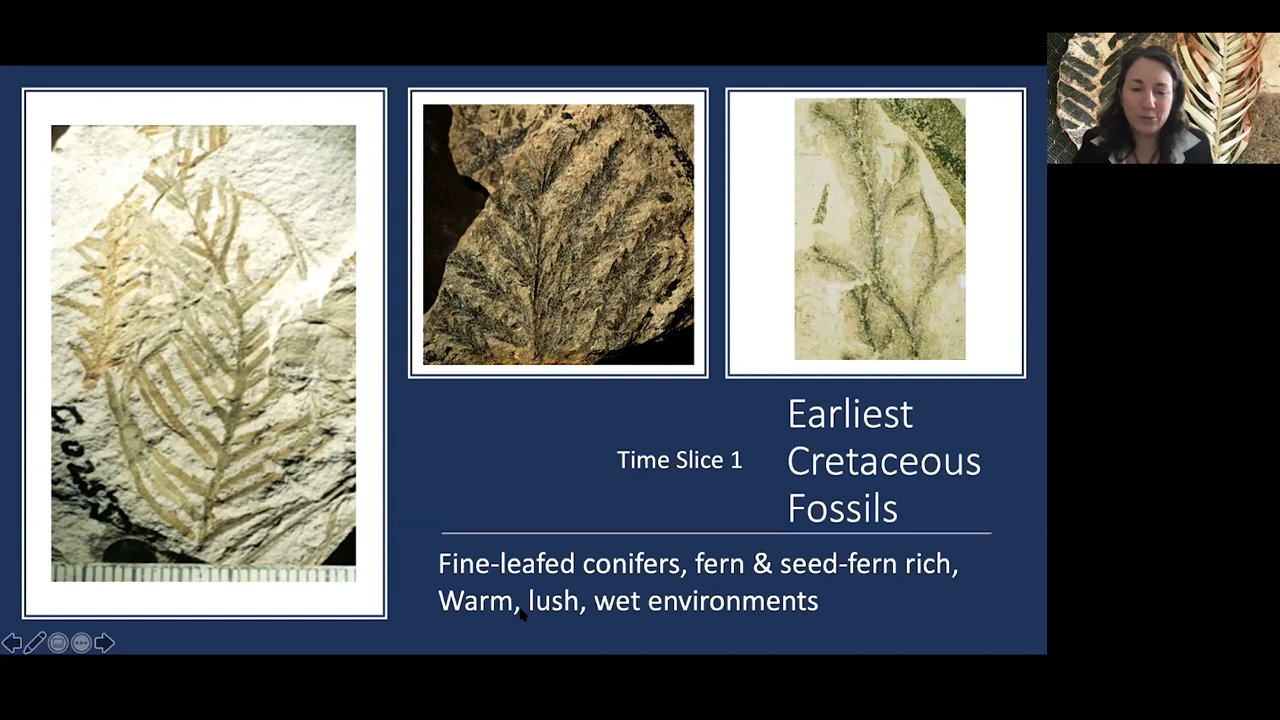 Time Slice 1
Earliest
Cretaceous
Fossils
Fine-leafed conifers, fern & seed-fern rich,
Warm, lush, wet environments